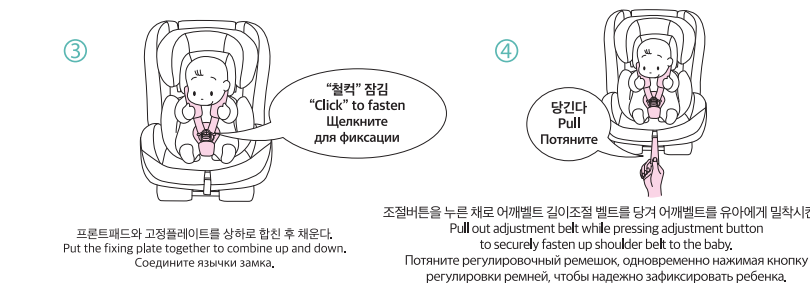 ③
“철컥” 잠김
“Click” to fasten
Щелкните
для фиксации
프론트패드와 고정플레이트를 상하로 합친 후 채운다.
Put the fixing plate together to combine up and down.
Соедините язычки замка.
④
당긴다
Pull
Потяните
조절버튼을 누른 채로 어깨벨트 길이조절 벨트를 당겨 어깨벨트를 유아에게
Pull out adjustment belt while pressing adjustment button
to securely fasten up shoulder belt to the baby.
Потяните регулировочный ремешок, одновременно нажимая кнопку
регулировки ремней, чтобы надежно зафиксировать ребенка.